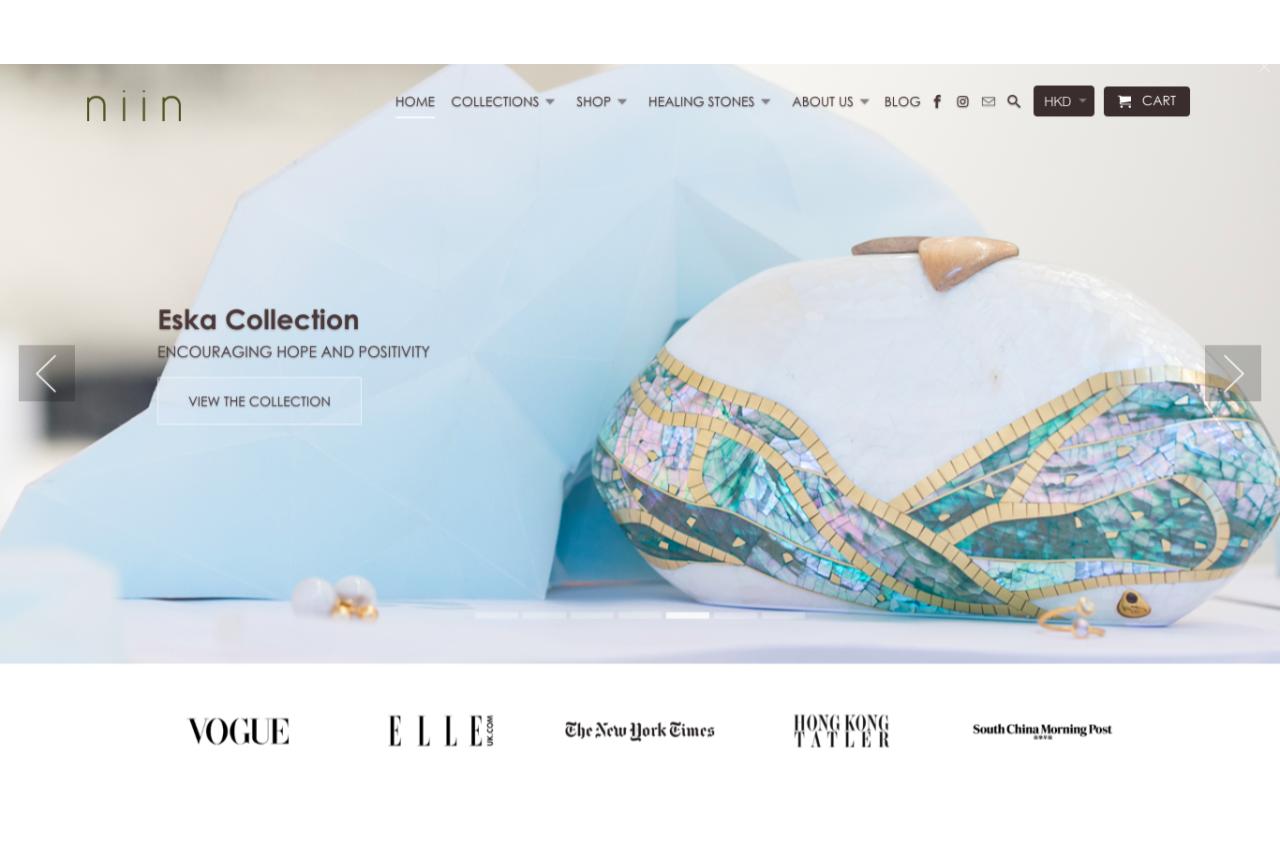 niin
HOME COLLECTIONS SHOP HEALING STONES ABOUT US BLOG HKD CART
Eska Collection
ENCOURAGING HOPE AND POSITIVITY
VIEW THE COLLECTION
VOGUE ELLE UK.COM The New York Times HONG KONG TATLER South China Morning Post